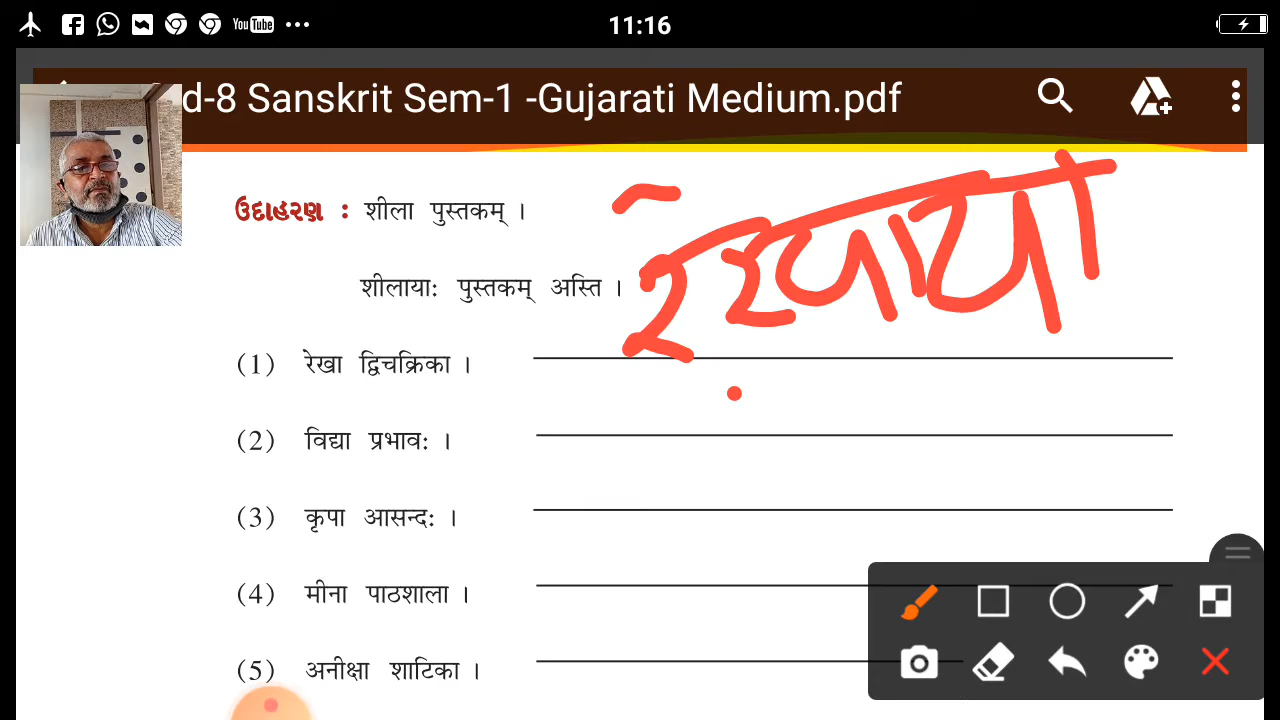 11:16
d-8 Sanskrit Sem-1 -Gujarati Medium.pdf
ઉદાહરણ : शीला पुस्तकम् ।
शीलायाः पुस्तकम् अस्ति ।
(1) रेखा द्विचक्रिका ।
(2) विद्या प्रभावः ।
(3) कृपा आसन्दः ।
(4) मीना पाठशाला ।
(5) अनीक्षा शाटिका ।